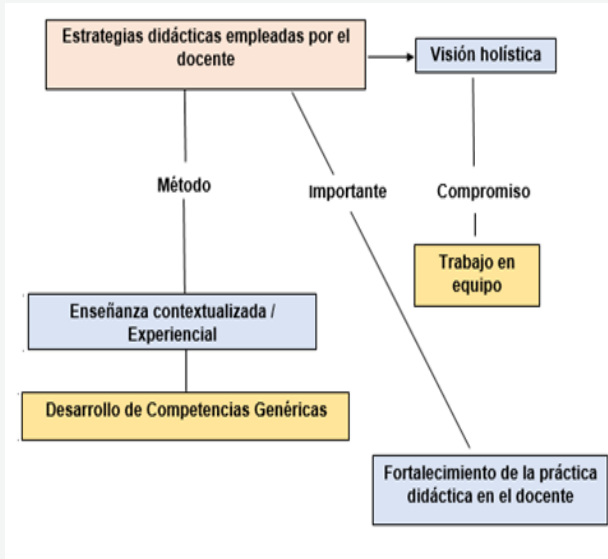 Estrategias didácticas empleadas por el
docente
Visión holística
Método
Importante
Compromiso
Trabajo en
equipo
Enseñanza contextualizada /
Experiencial
Desarrollo de Competencias Genéricas
Fortalecimiento de la práctica
didáctica en el docente